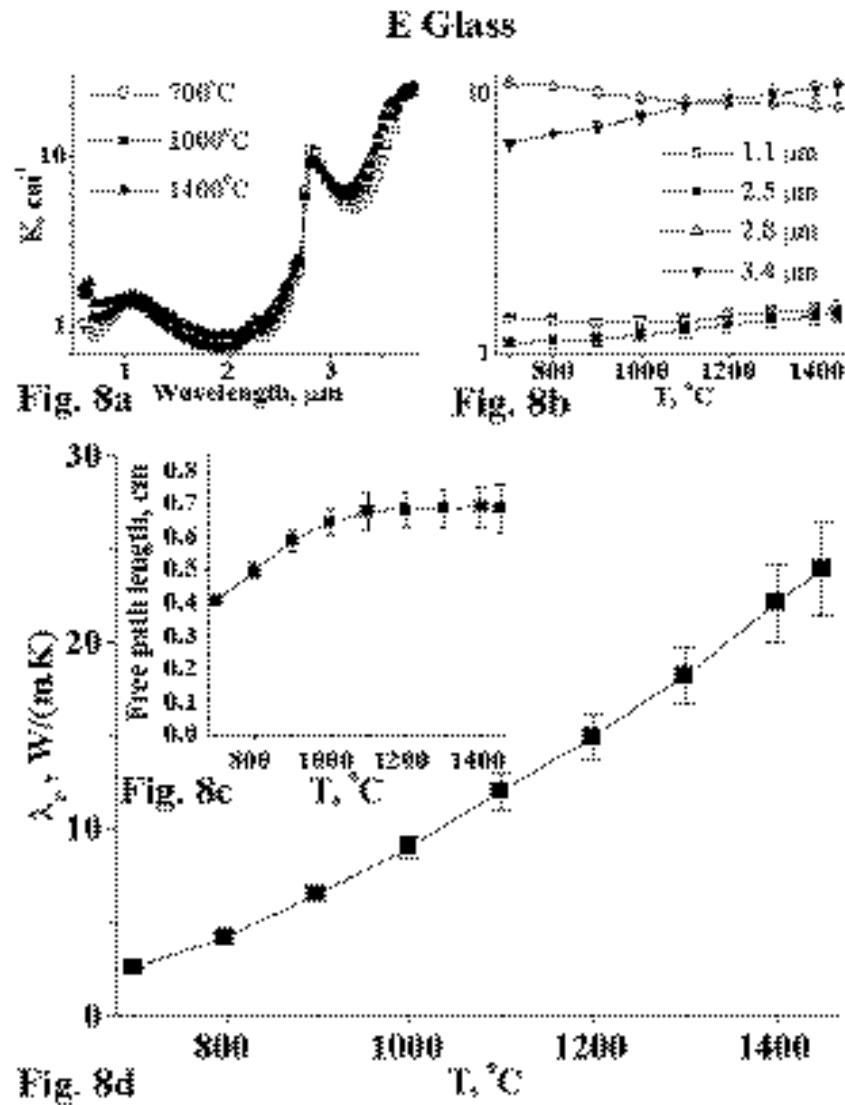 E Glass
700°C
1000°C
1400°C
10
1
K, cm⁻¹
1
2
3
Wavelength, μm
Fig. 8a
10
1
1.1 μm
2.5 μm
2.8 μm
3.4 μm
800
1000
1200
1400
T, °C
Fig. 8b
Free path length, cm
0.8
0.7
0.6
0.5
0.4
0.3
0.2
0.1
0.0
800
1000
1200
1400
T, °C
Fig. 8c
W/(m.K)
30
20
10
0
800
1000
1200
1400
T, °C
Fig. 8d